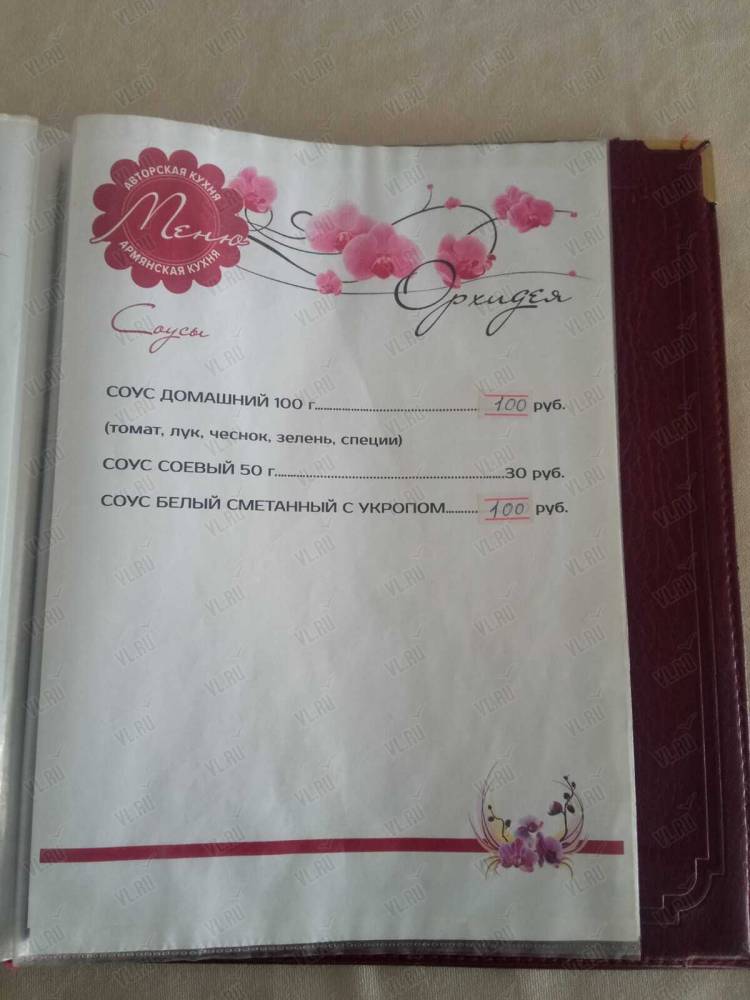 АВТОРСКАЯ КУХНЯ
Меню
АРМЯНСКАЯ КУХНЯ
Орхидея
Соусы
СОУС ДОМАШНИЙ 100 г........................................ 100 руб.
(томат, лук, чеснок, зелень, специи)
СОУС СОЕВЫЙ 50 г..........................................................30 руб.
СОУС БЕЛЫЙ СМЕТАННЫЙ С УКРОПОМ......... 100 руб.
VL.RU